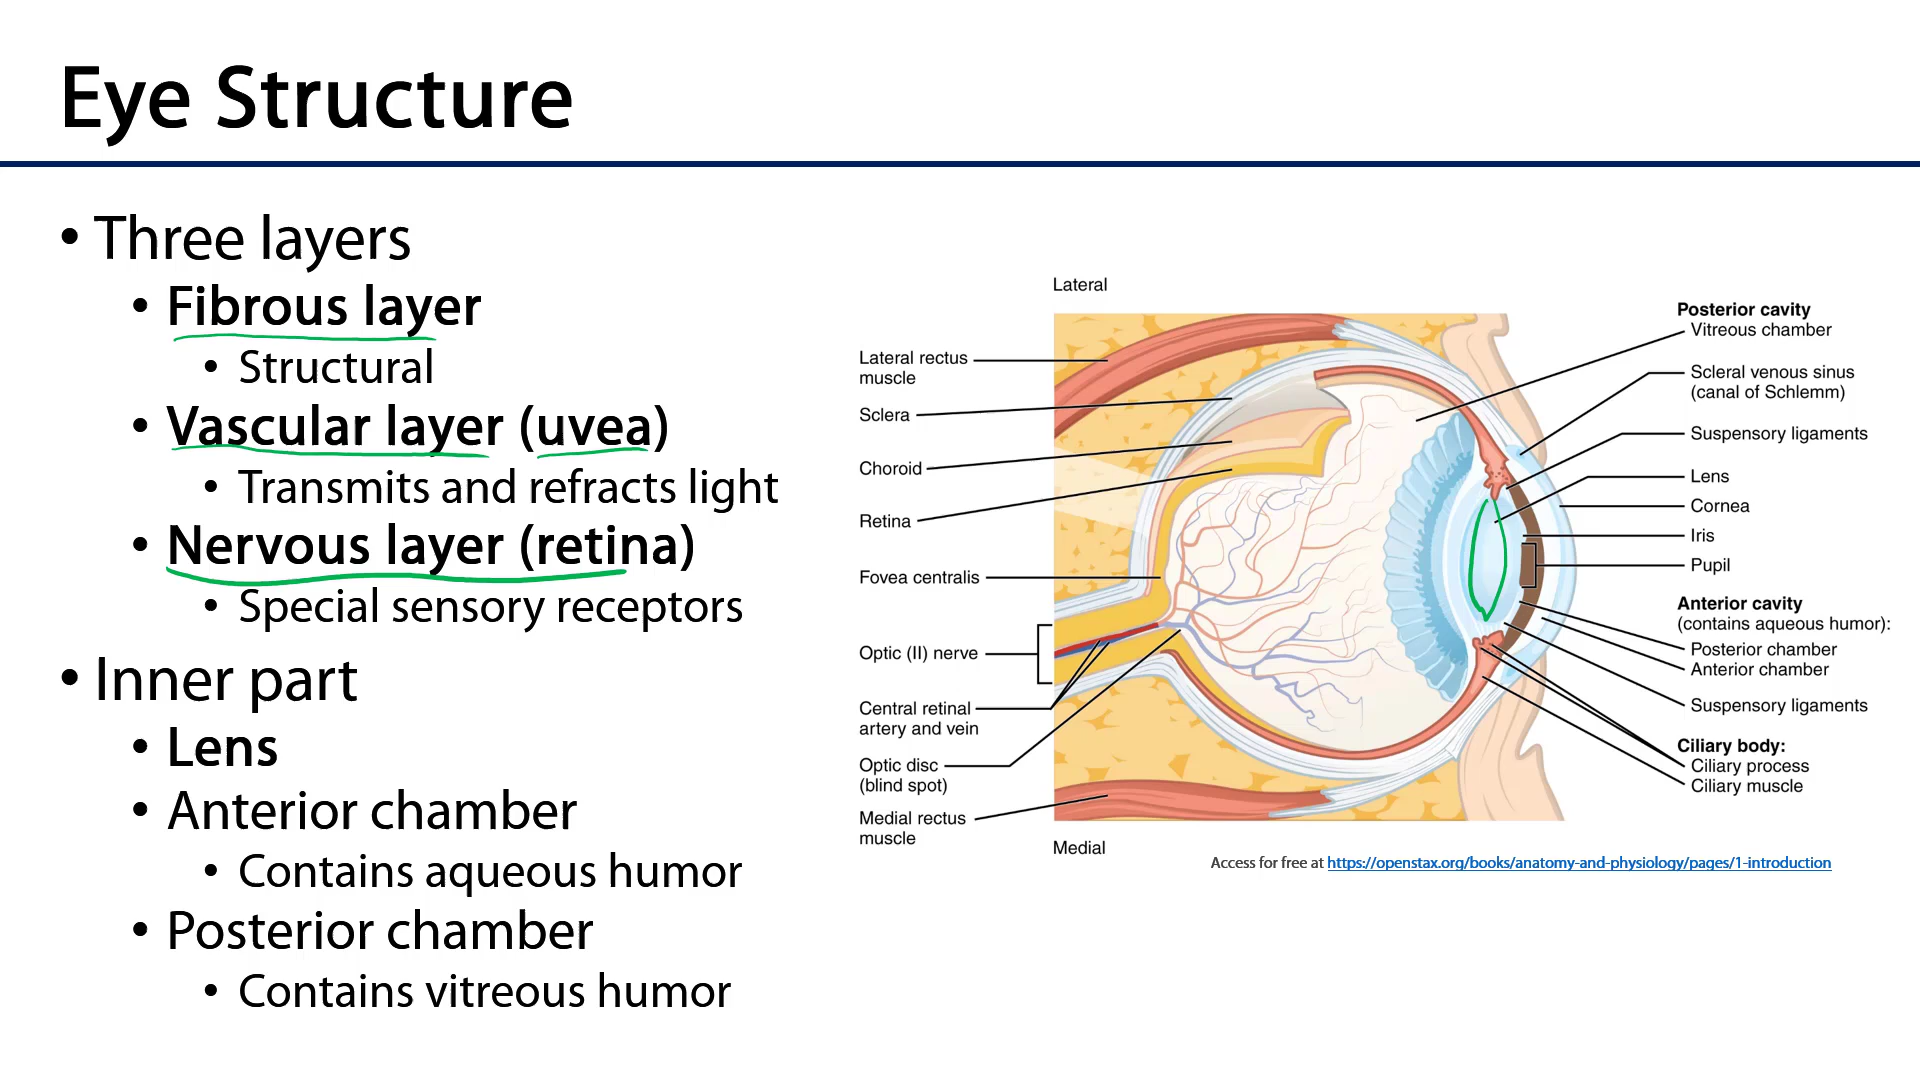 Eye Structure
• Three layers
• Fibrous layer
• Structural
• Vascular layer (uvea)
• Transmits and refracts light
• Nervous layer (retina)
• Special sensory receptors
• Inner part
• Lens
• Anterior chamber
• Contains aqueous humor
• Posterior chamber
• Contains vitreous humor
Lateral
Lateral rectus
muscle
Sclera
Choroid
Retina
Fovea centralis
Optic (II) nerve
Central retinal
artery and vein
Optic disc
(blind spot)
Medial rectus
muscle
Medial
Posterior cavity
Vitreous chamber
Scleral venous sinus
(canal of Schlemm)
Suspensory ligaments
Lens
Cornea
Iris
Pupil
Anterior cavity
(contains aqueous humor):
Posterior chamber
Anterior chamber
Suspensory ligaments
Ciliary body:
Ciliary process
Ciliary muscle
Access for free at https://openstax.org/books/anatomy-and-physiology/pages/1-introduction